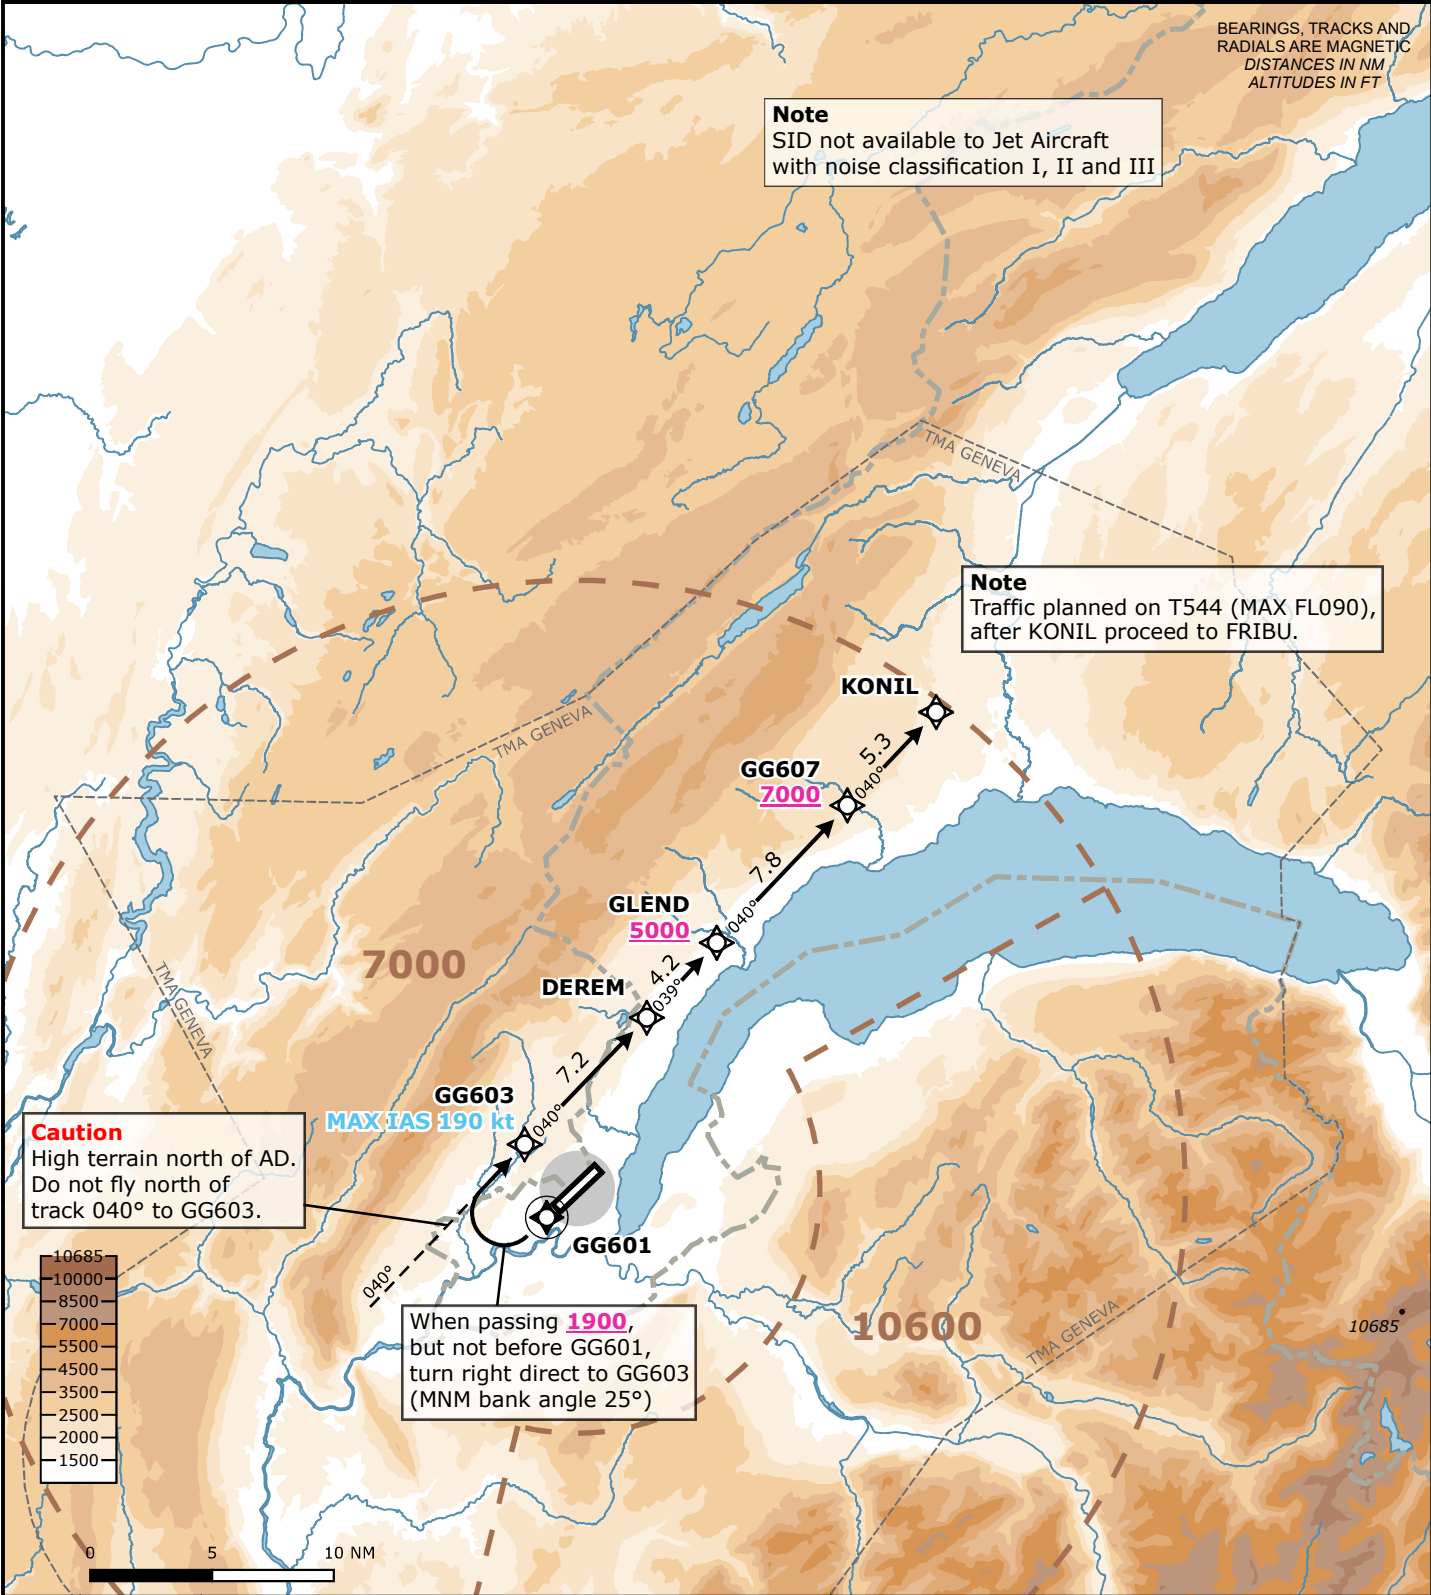 BEARINGS, TRACKS AND
RADIALS ARE MAGNETIC
DISTANCES IN NM
ALTITUDES IN FT
Note
SID not available to Jet Aircraft
with noise classification I, II and III
TMA GENEVA
Note
Traffic planned on T544 (MAX FL090),
after KONIL proceed to FRIBU.
KONIL
TMA GENEVA
5.3
040°
GG607
7000
7.8
040°
GLEND
5000
7000
4.2
039°
DEREM
TMA GENEVA
7.2
040°
GG603
MAX IAS 190 kt
Caution
High terrain north of AD.
Do not fly north of
track 040° to GG603.
GG601
040°
When passing 1900,
but not before GG601,
turn right direct to GG603
(MNM bank angle 25°)
10600
TMA GENEVA
10685
10685
10000
8500
7000
5500
4500
3500
2500
2000
1500
0 5 10 NM